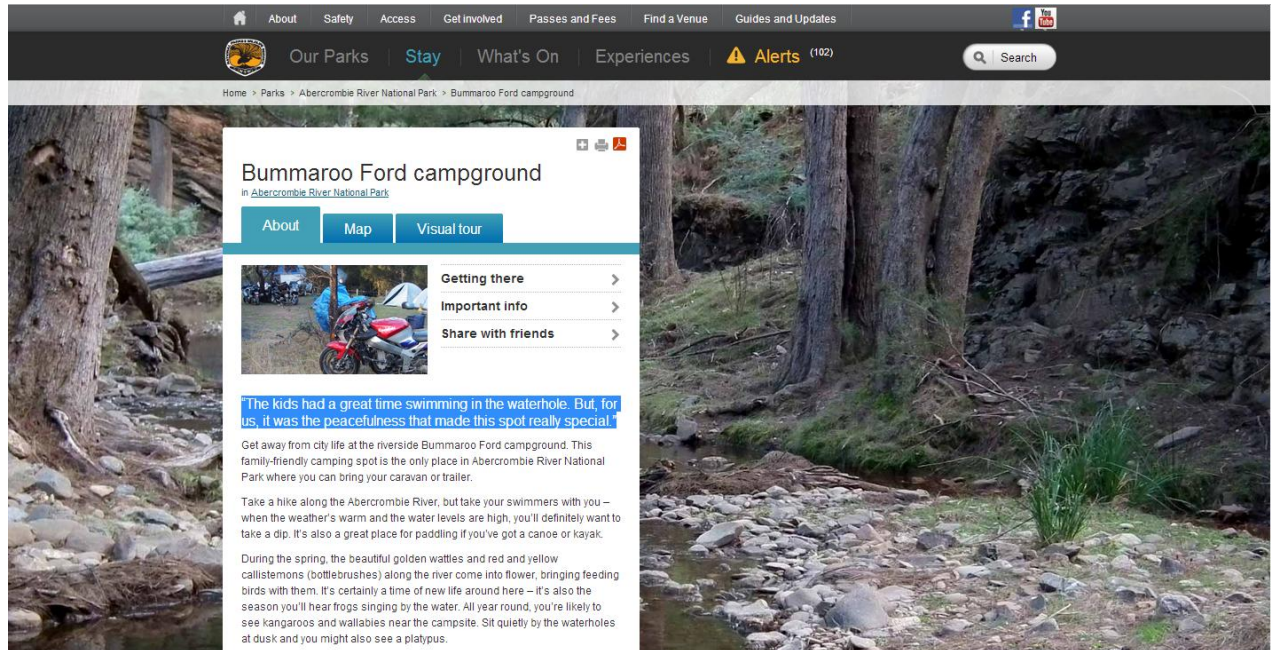 About Safety Access Get involved Passes and Fees Find a Venue Guides and Updates
f You Tube
Our Parks Stay What's On Experiences Alerts (102) Search
Home > Parks > Abercrombie River National Park > Bummaroo Ford campground
Bummaroo Ford campground
in Abercrombie River National Park
About Map Visual tour
Getting there
Important info
Share with friends
"The kids had a great time swimming in the waterhole. But, for
us, it was the peacefulness that made this spot really special."
Get away from city life at the riverside Bummaroo Ford campground. This
family-friendly camping spot is the only place in Abercrombie River National
Park where you can bring your caravan or trailer.
Take a hike along the Abercrombie River, but take your swimmers with you –
when the weather's warm and the water levels are high, you'll definitely want to
take a dip. It's also a great place for paddling if you've got a canoe or kayak.
During the spring, the beautiful golden wattles and red and yellow
callistemons (bottlebrushes) along the river come into flower, bringing feeding
birds with them. It's certainly a time of new life around here – it's also the
season you'll hear frogs singing by the water. All year round, you're likely to
see kangaroos and wallabies near the campsite. Sit quietly by the waterholes
at dusk and you might also see a platypus.